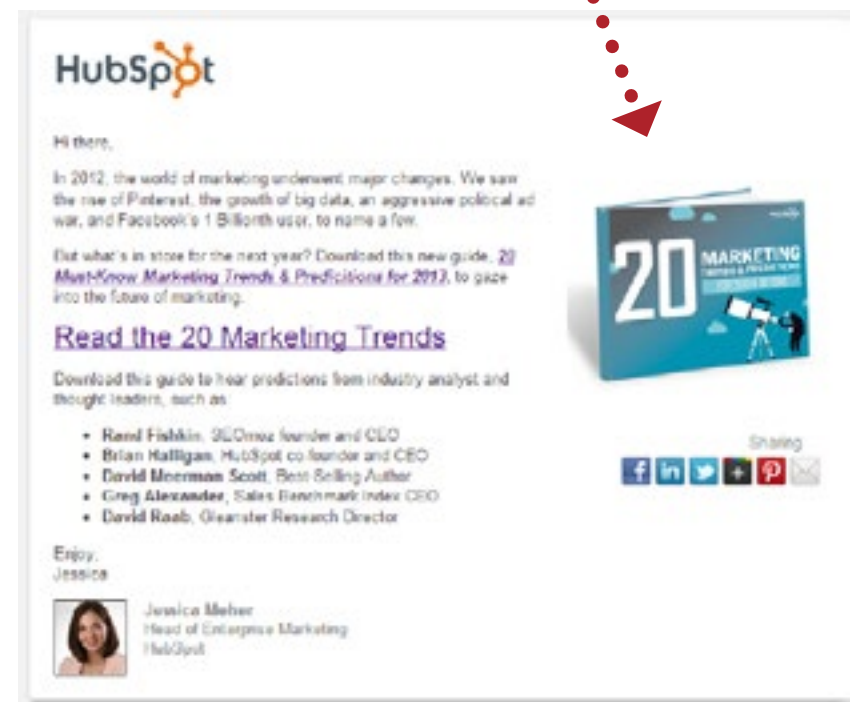 HubSpot
Hi there,
In 2012, the world of marketing underwent major changes. We saw
the rise of Pinterest, the growth of big data, an aggressive political ad
war, and Facebook's 1 Billionth user, to name a few.
But what's in store for the next year? Download this new guide, 20
Must-Know Marketing Trends & Predicitions for 2013, to gaze
into the future of marketing.
Read the 20 Marketing Trends
Download this guide to hear predictions from industry analyst and
thought leaders, such as
• Rand Fishkin, SEOmoz founder and CEO
• Brian Halligan, HubSpot co-founder and CEO
• David Meerman Scott, Best-Selling Author
• Greg Alexander, Sales Benchmark Index CEO
• David Raab, Gleanster Research Director
Enjoy,
Jessica
Jessica Meher
Head of Enterprise Marketing
HubSpot
20 MARKETING
TRENDS & PREDICTIONS
Sharing